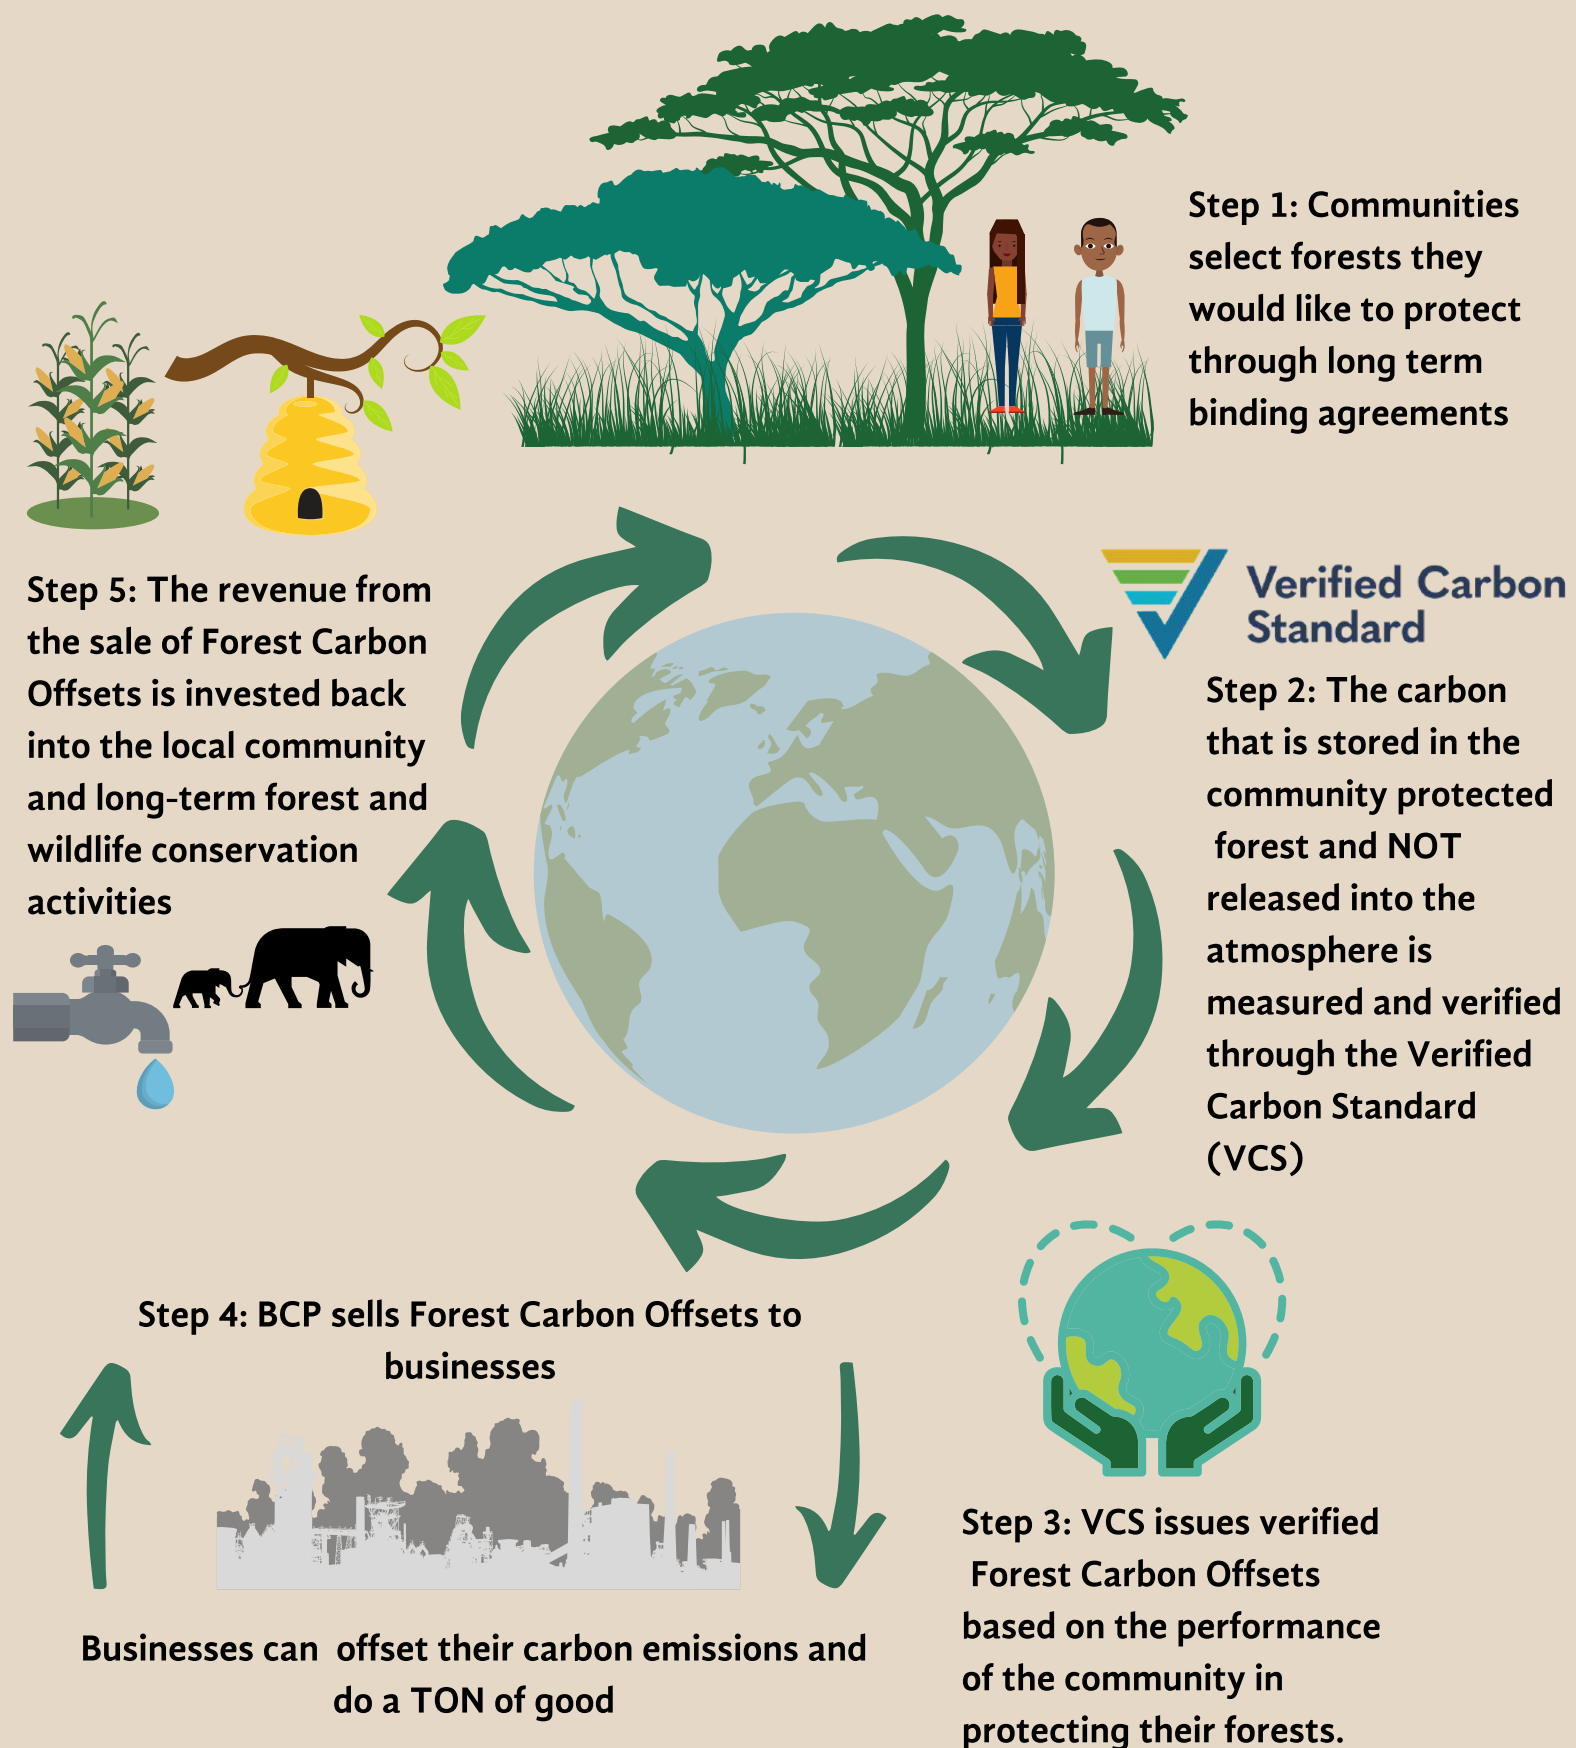 Step 1: Communities
select forests they
would like to protect
through long term
binding agreements
Verified Carbon
Standard
Step 2: The carbon
that is stored in the
community protected
forest and NOT
released into the
atmosphere is
measured and verified
through the Verified
Carbon Standard
(VCS)
Step 3: VCS issues verified
Forest Carbon Offsets
based on the performance
of the community in
protecting their forests.
Step 4: BCP sells Forest Carbon Offsets to
businesses
Businesses can offset their carbon emissions and
do a TON of good
Step 5: The revenue from
the sale of Forest Carbon
Offsets is invested back
into the local community
and long-term forest and
wildlife conservation
activities